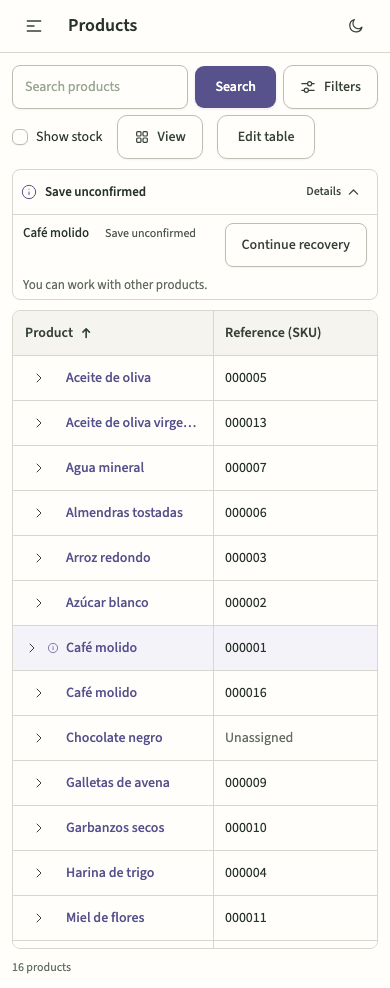 Products
Search products
Search
Filters
Show stock
View
Edit table
Save unconfirmed
Details
Café molido
Save unconfirmed
Continue recovery
You can work with other products.
Product
Reference (SKU)
Aceite de oliva
000005
Aceite de oliva virge…
000013
Agua mineral
000007
Almendras tostadas
000006
Arroz redondo
000003
Azúcar blanco
000002
Café molido
000001
Café molido
000016
Chocolate negro
Unassigned
Galletas de avena
000009
Garbanzos secos
000010
Harina de trigo
000004
Miel de flores
000011
16 products